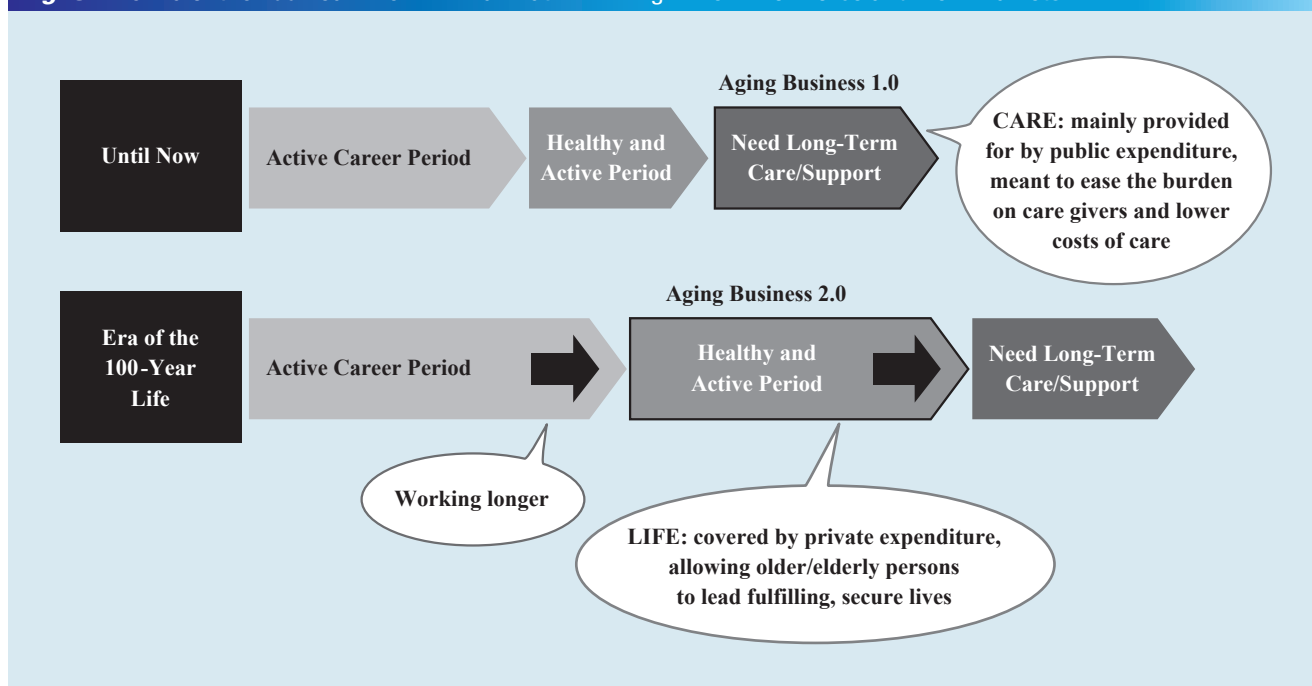 Aging Business 1.0
Until Now
Active Career Period
Healthy and
Active Period
Need Long-Term
Care/Support
CARE: mainly provided
for by public expenditure,
meant to ease the burden
on care givers and lower
costs of care
Aging Business 2.0
Era of the
100-Year
Life
Active Career Period
Healthy and
Active Period
Need Long-Term
Care/Support
Working longer
LIFE: covered by private expenditure,
allowing older/elderly persons
to lead fulfilling, secure lives